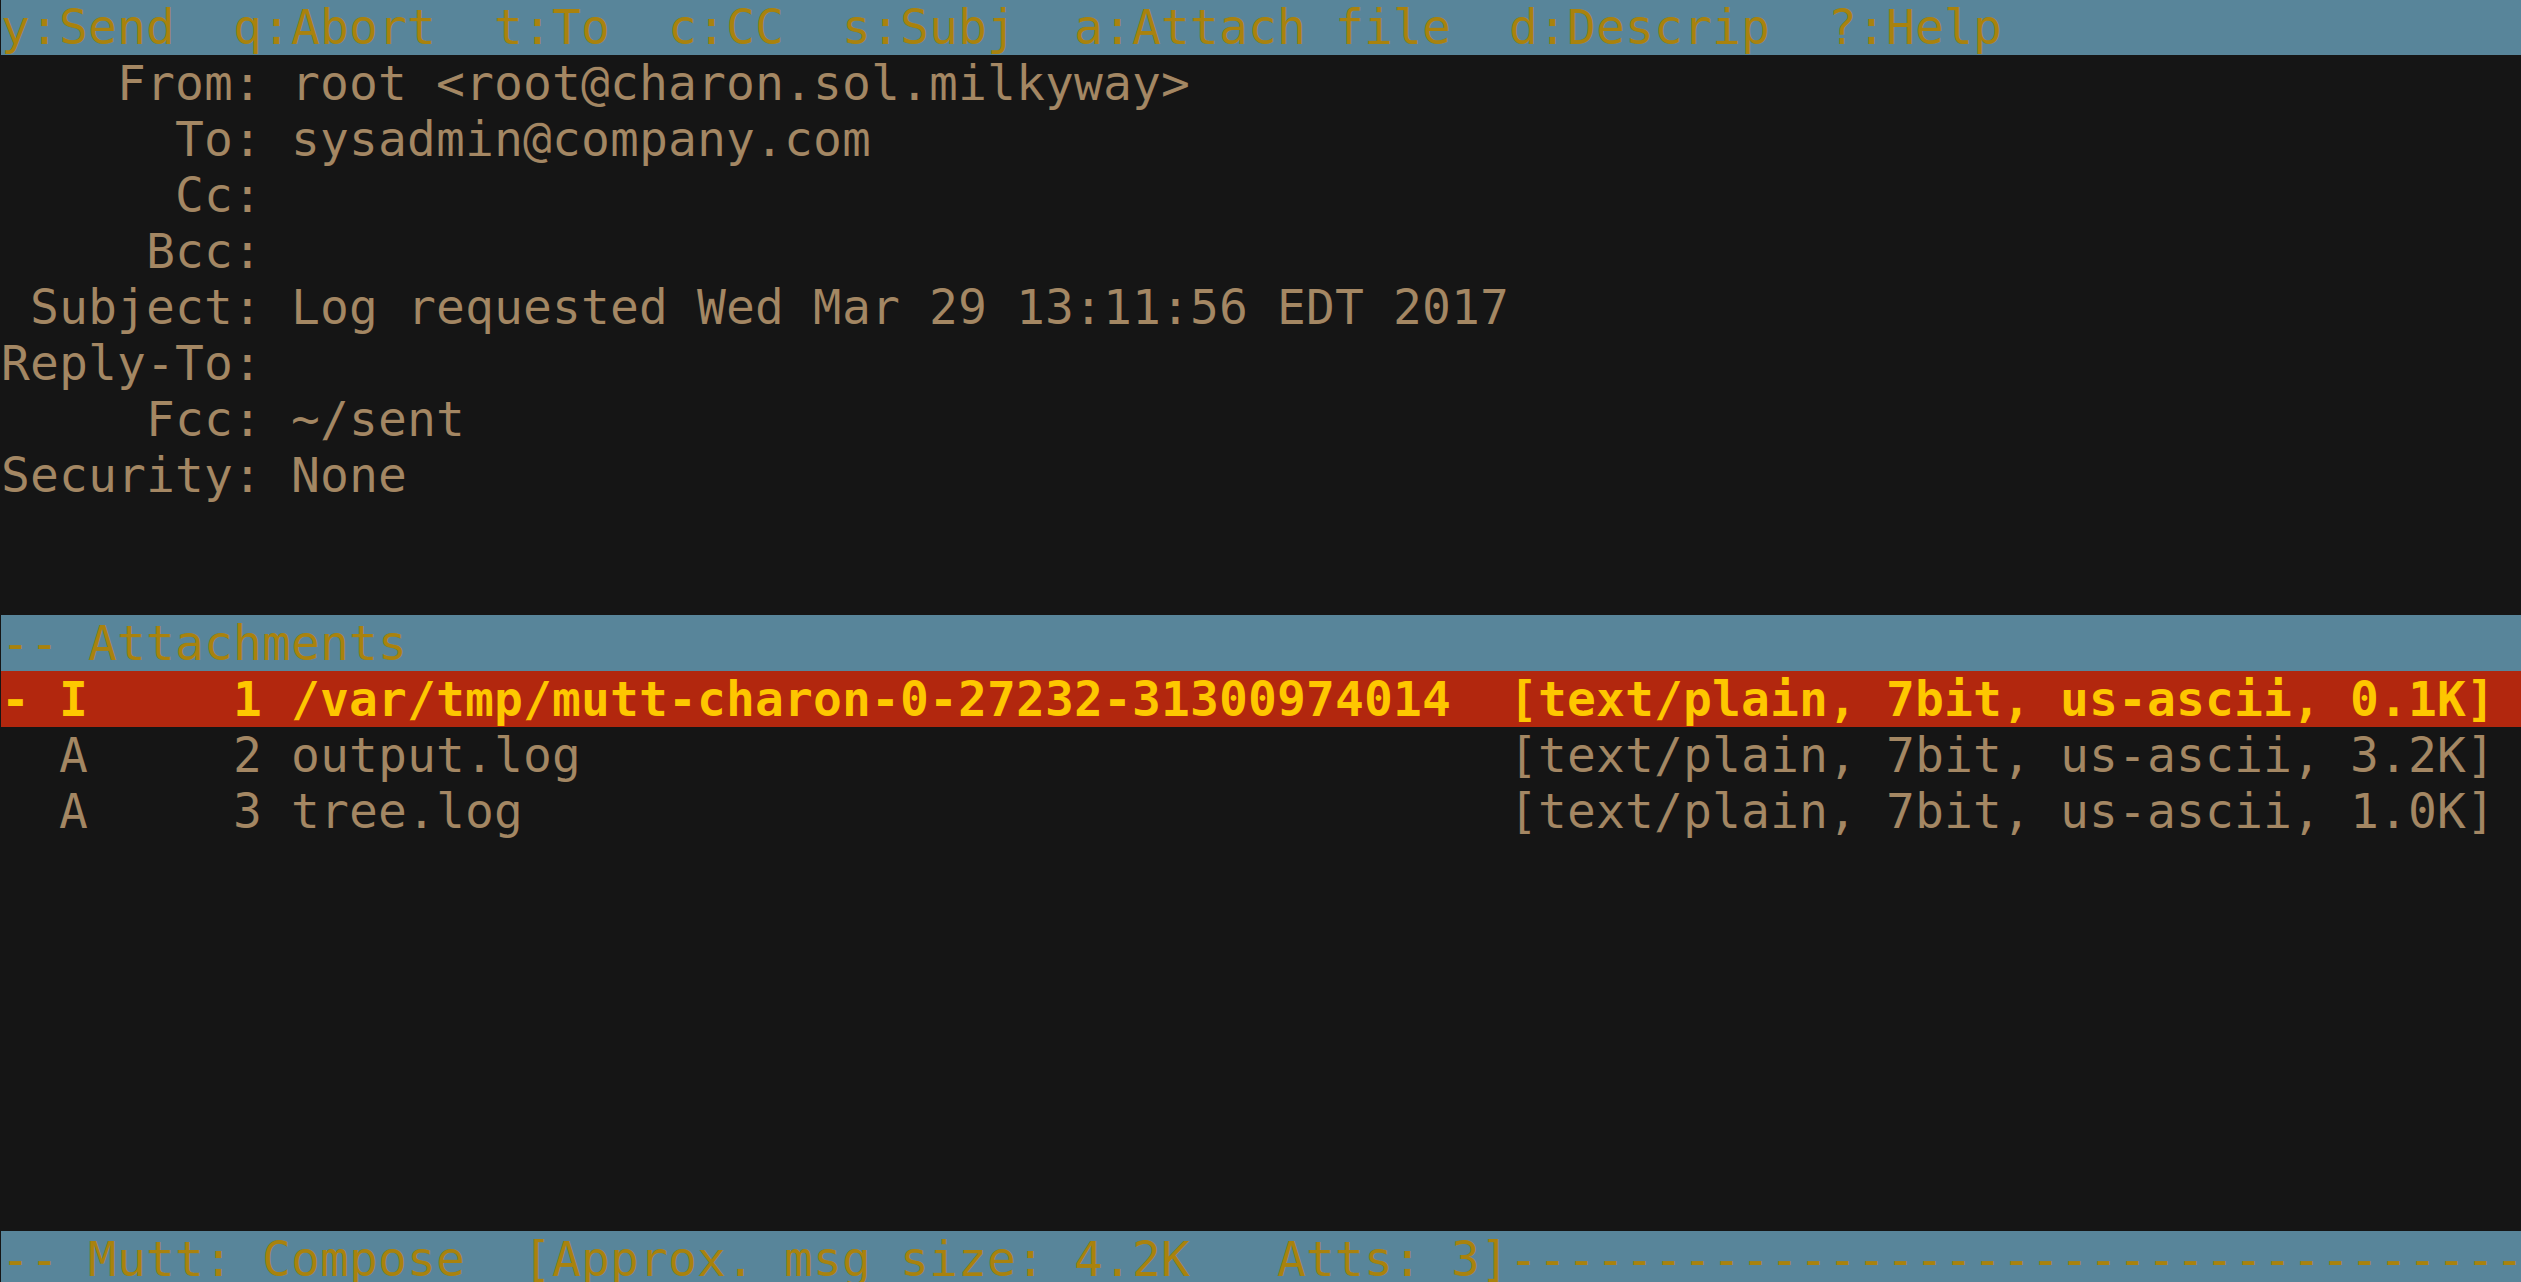 y:Send  q:Abort  t:To  c:CC  s:Subj  a:Attach file  d:Descrip  ?:Help
    From: root <root@charon.sol.milkyway>
      To: sysadmin@company.com
      Cc:
     Bcc:
 Subject: Log requested Wed Mar 29 13:11:56 EDT 2017
Reply-To:
     Fcc: ~/sent
Security: None
-- Attachments
- I     1 /var/tmp/mutt-charon-0-27232-31300974014  [text/plain, 7bit, us-ascii, 0.1K]
  A     2 output.log                                [text/plain, 7bit, us-ascii, 3.2K]
  A     3 tree.log                                  [text/plain, 7bit, us-ascii, 1.0K]
-- Mutt: Compose  [Approx. msg size: 4.2K   Atts: 3]-----------------------------------